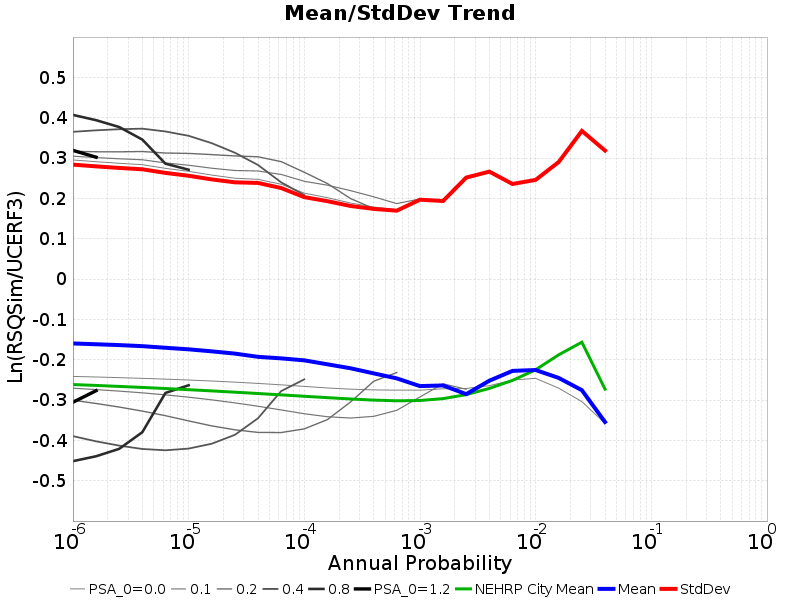 Mean/StdDev Trend
Ln(RSQSim/UCERF3)
0.5
0.4
0.3
0.2
0.1
0
-0.1
-0.2
-0.3
-0.4
-0.5
10^-6 10^-5 10^-4 10^-3 10^-2 10^-1 10^0
Annual Probability
PSA_0=0.0 0.1 0.2 0.4 0.8 PSA_0=1.2 NEHRP City Mean Mean StdDev